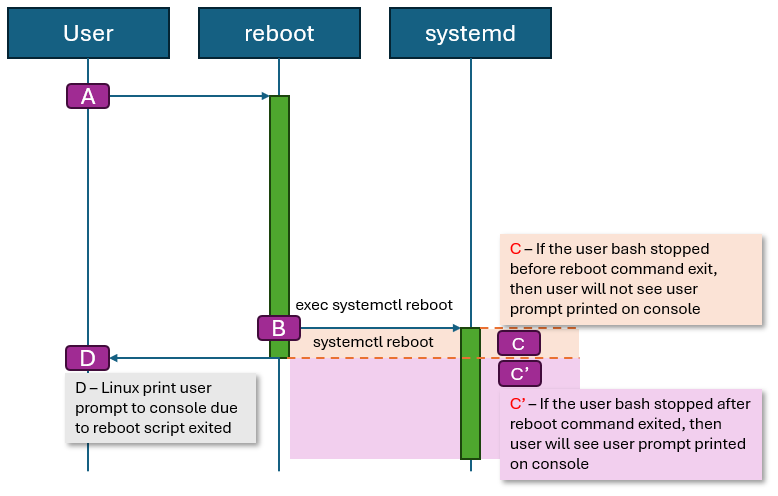 User
reboot
systemd
A
C – If the user bash stopped
before reboot command exit,
then user will not see user
prompt printed on console
exec systemctl reboot
B
systemctl reboot
C
D
C'
D – Linux print user
prompt to console due
to reboot script exited
C' – If the user bash stopped after
reboot command exited, then
user will see user prompt printed
on console